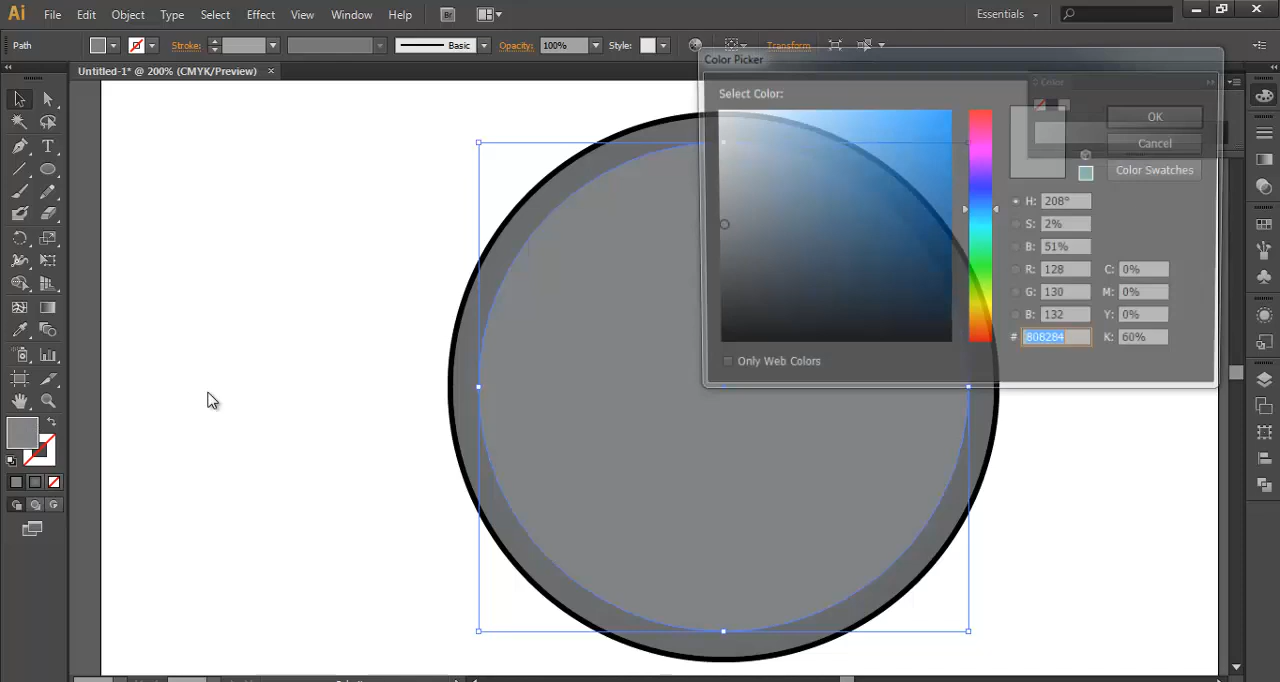 Ai File Edit Object Type Select Effect View Window Help Br Essentials
Path Stroke: Basic Opacity: 100% Style: Transform
Untitled-1* @ 200% (CMYK/Preview) ×
Color Picker
Color
Select Color:
OK
Cancel
Color Swatches
H: 208°
S: 2%
B: 51%
R: 128 C: 0%
G: 130 M: 0%
B: 132 Y: 0%
# 808284 K: 60%
Only Web Colors